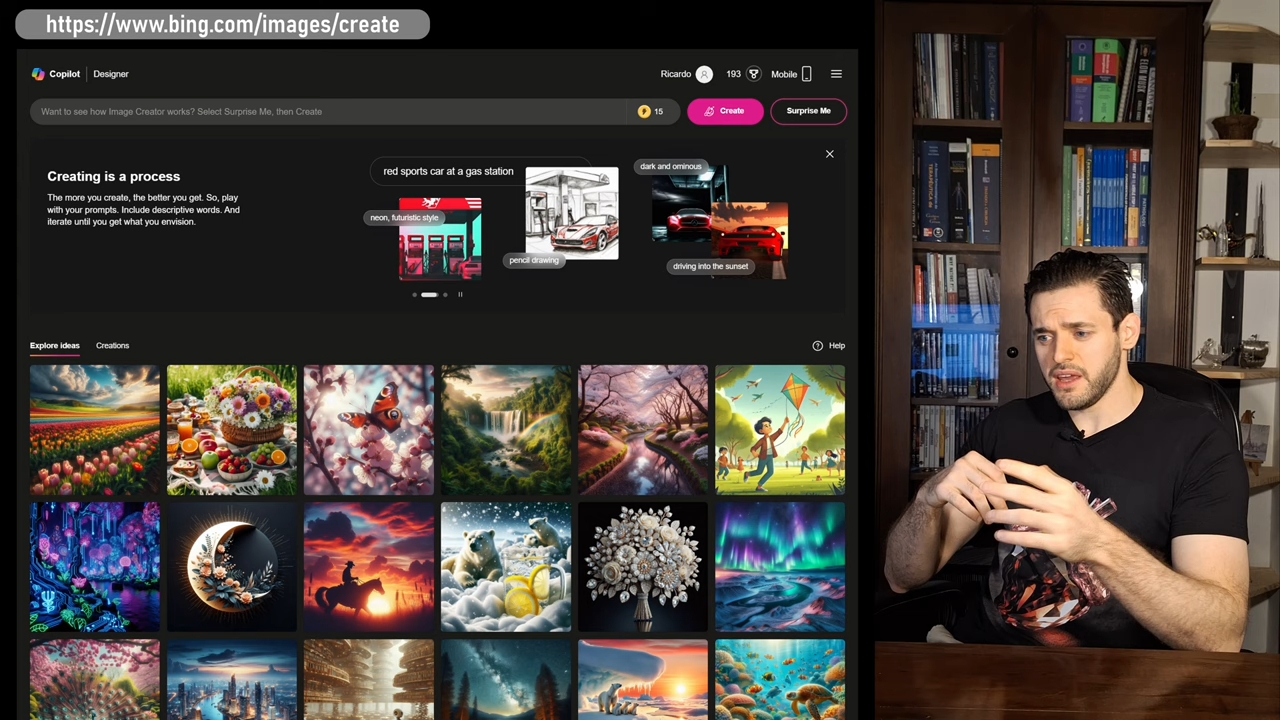 https://www.bing.com/images/create
Copilot | Designer
Ricardo
193
Mobile
Want to see how Image Creator works? Select Surprise Me, then Create
15
Create
Surprise Me
Creating is a process
The more you create, the better you get. So, play
with your prompts. Include descriptive words. And
iterate until you get what you envision.
red sports car at a gas station
dark and ominous
neon, futuristic style
pencil drawing
driving into the sunset
Explore ideas
Creations
Help